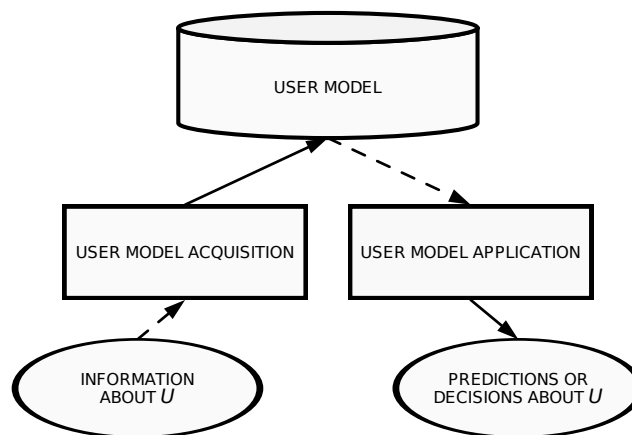 USER MODEL
USER MODEL ACQUISITION
USER MODEL APPLICATION
INFORMATION
ABOUT U
PREDICTIONS OR
DECISIONS ABOUT U